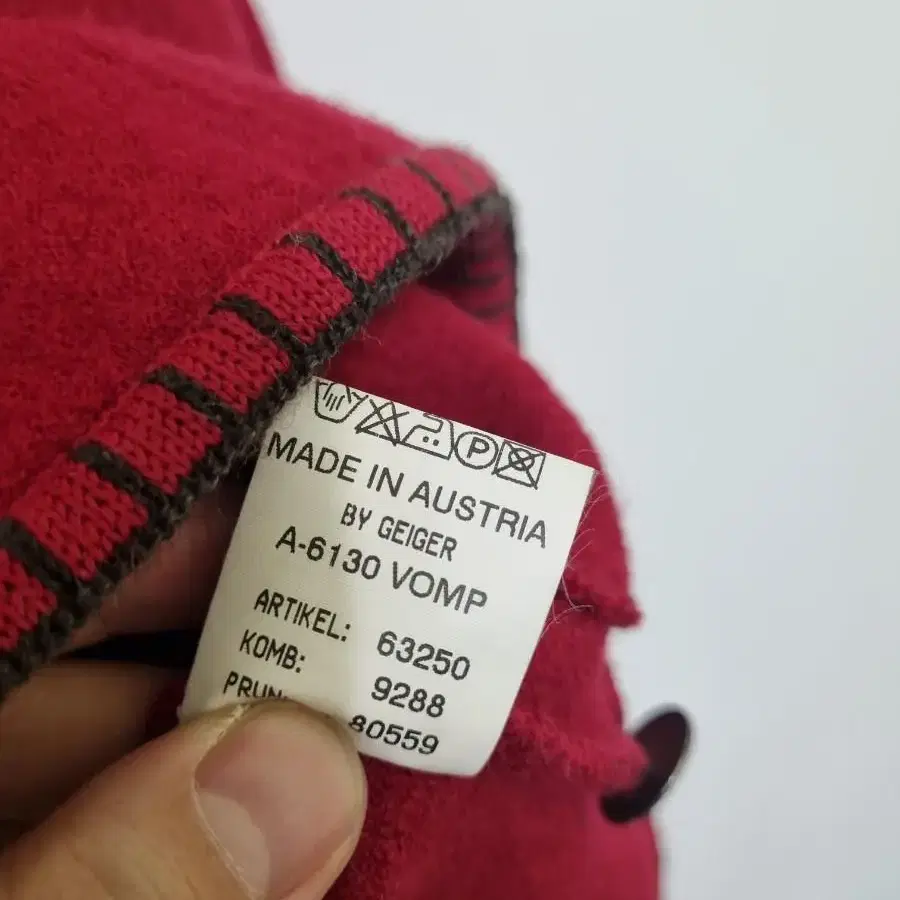 P
MADE IN AUSTRIA
BY GEIGER
A-6130 VOMP
ARTIKEL: 63250
KOMB: 9288
80559